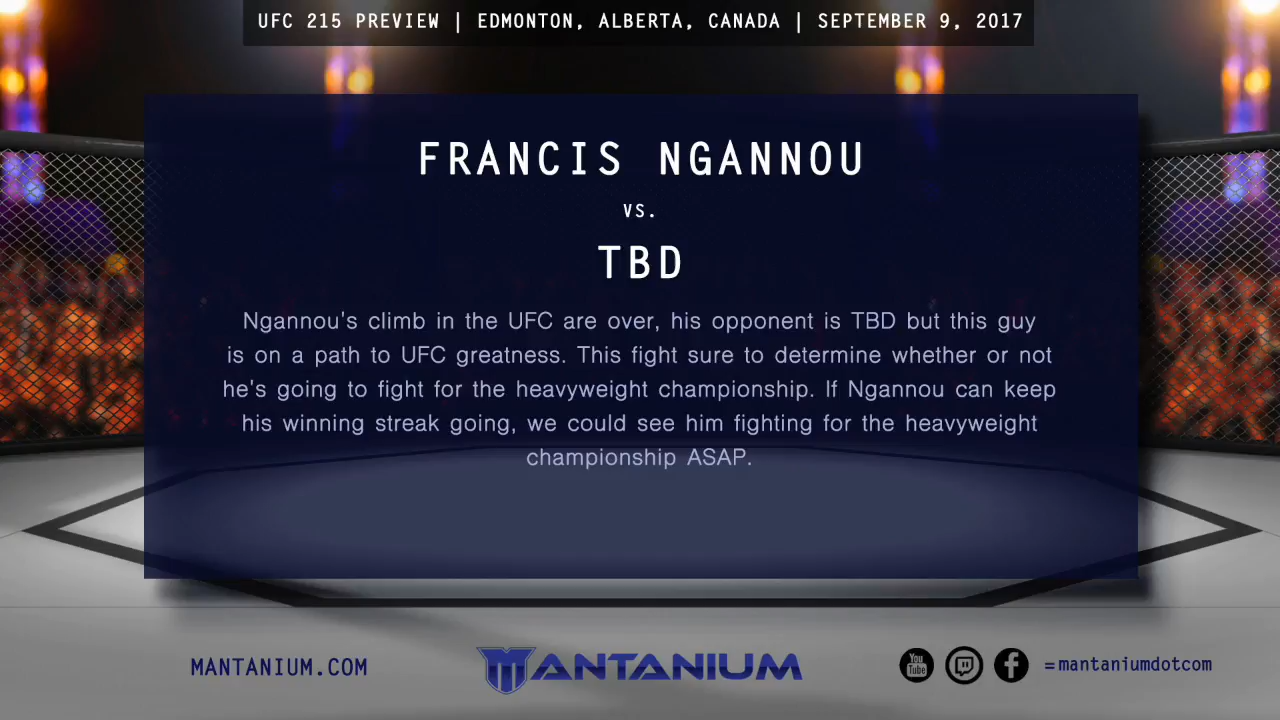 UFC 215 PREVIEW | EDMONTON, ALBERTA, CANADA | SEPTEMBER 9, 2017
FRANCIS NGANNOU
VS.
TBD
Ngannou's climb in the UFC are over, his opponent is TBD but this guy
is on a path to UFC greatness. This fight sure to determine whether or not
he's going to fight for the heavyweight championship. If Ngannou can keep
his winning streak going, we could see him fighting for the heavyweight
championship ASAP.
MANTANIUM.COM
MANTANIUM
You
Tube
=mantaniumdotcom